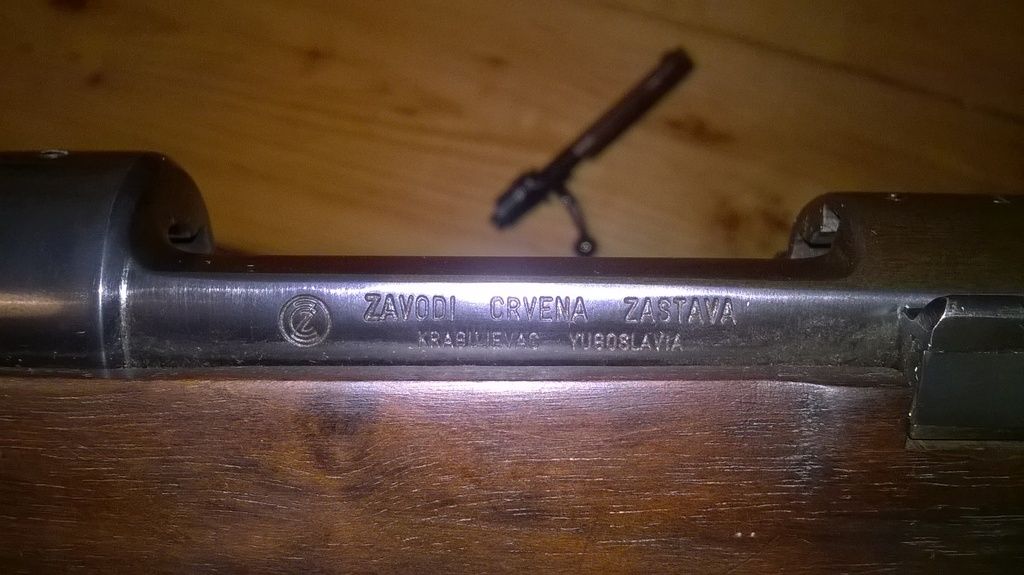 ZAVODI CRVENA ZASTAVA
KRAGUJEVAC YUGOSLAVIA